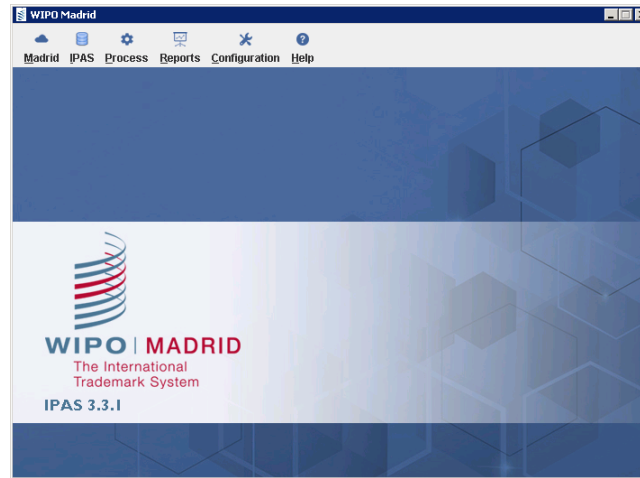 WIPO Madrid
Madrid IPAS Process Reports Configuration Help
WIPO | MADRID
The International
Trademark System
IPAS 3.3.1